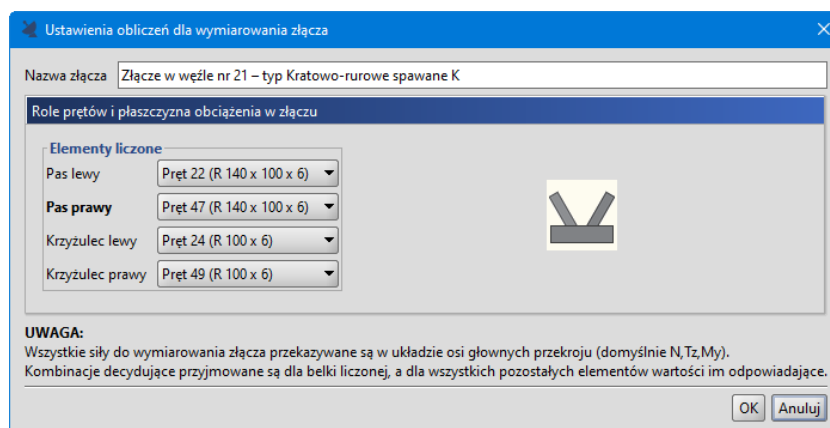 Ustawienia obliczeń dla wymiarowania złącza
Nazwa złącza Złącze w węźle nr 21 – typ Kratowo-rurowe spawane K
Role prętów i płaszczyzna obciążenia w złączu
Elementy liczone
Pas lewy Pręt 22 (R 140 x 100 x 6)
Pas prawy Pręt 47 (R 140 x 100 x 6)
Krzyżulec lewy Pręt 24 (R 100 x 6)
Krzyżulec prawy Pręt 49 (R 100 x 6)
UWAGA:
Wszystkie siły do wymiarowania złącza przekazywane są w układzie osi głownych przekroju (domyślnie N,Tz,My).
Kombinacje decydujące przyjmowane są dla belki liczonej, a dla wszystkich pozostałych elementów wartości im odpowiadające.
OK Anuluj